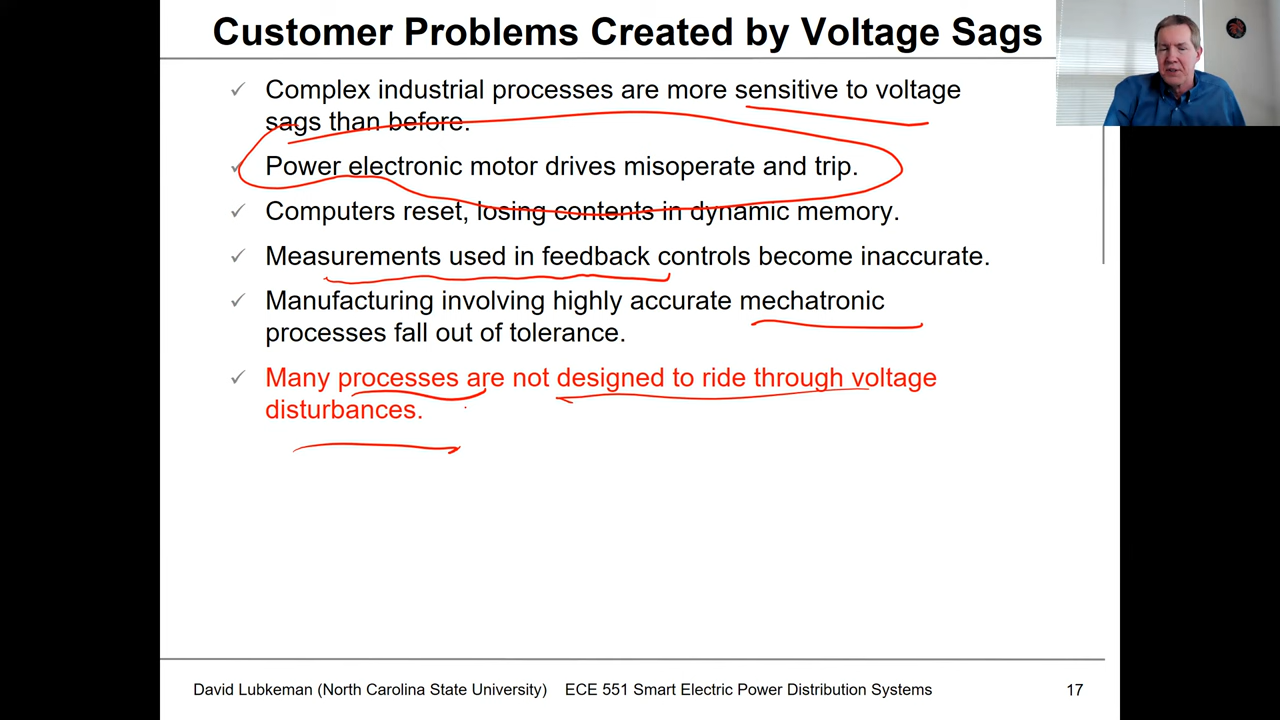 Customer Problems Created by Voltage Sags
Complex industrial processes are more sensitive to voltage
sags than before.
Power electronic motor drives misoperate and trip.
Computers reset, losing contents in dynamic memory.
Measurements used in feedback controls become inaccurate.
Manufacturing involving highly accurate mechatronic
processes fall out of tolerance.
Many processes are not designed to ride through voltage
disturbances.
David Lubkeman (North Carolina State University) ECE 551 Smart Electric Power Distribution Systems 17